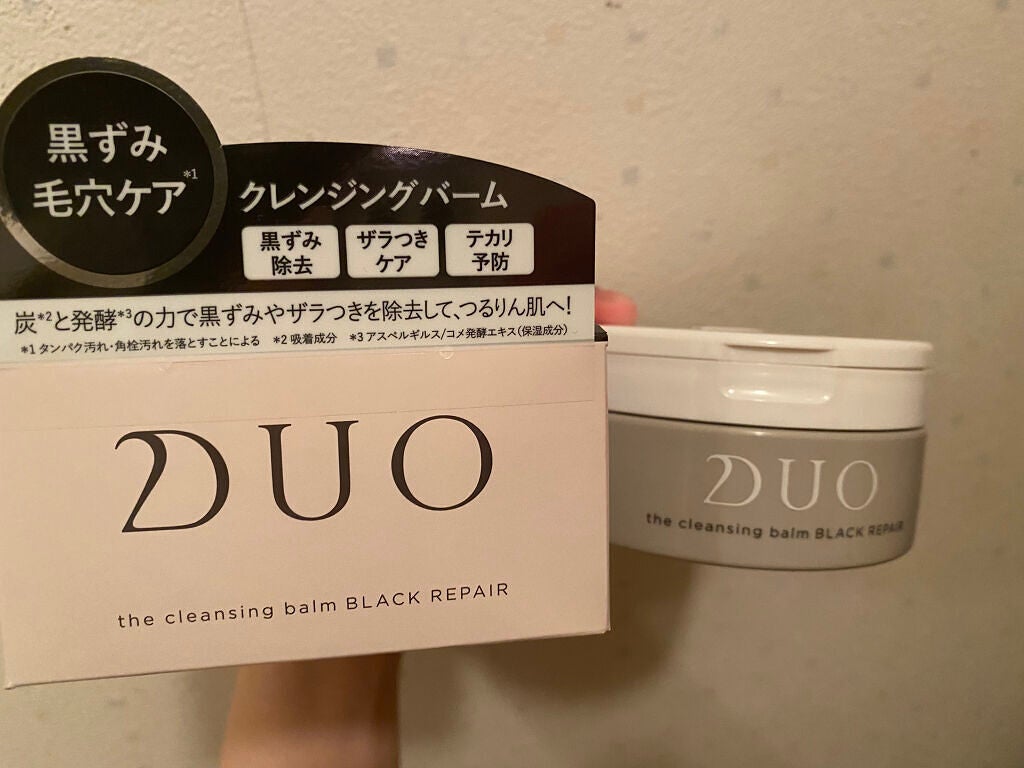 黒ずみ
毛穴ケア*1
クレンジングバーム
黒ずみ
除去
ザラつき
ケア
テカリ
予防
炭*2と発酵*3の力で黒ずみやザラつきを除去して、つるりん肌へ!
*1 タンパク汚れ・角栓汚れを落とすことによる *2 吸着成分 *3 アスペルギルス/コメ発酵エキス(保湿成分)
DUO
the cleansing balm BLACK REPAIR
DUO
the cleansing balm BLACK REPAIR